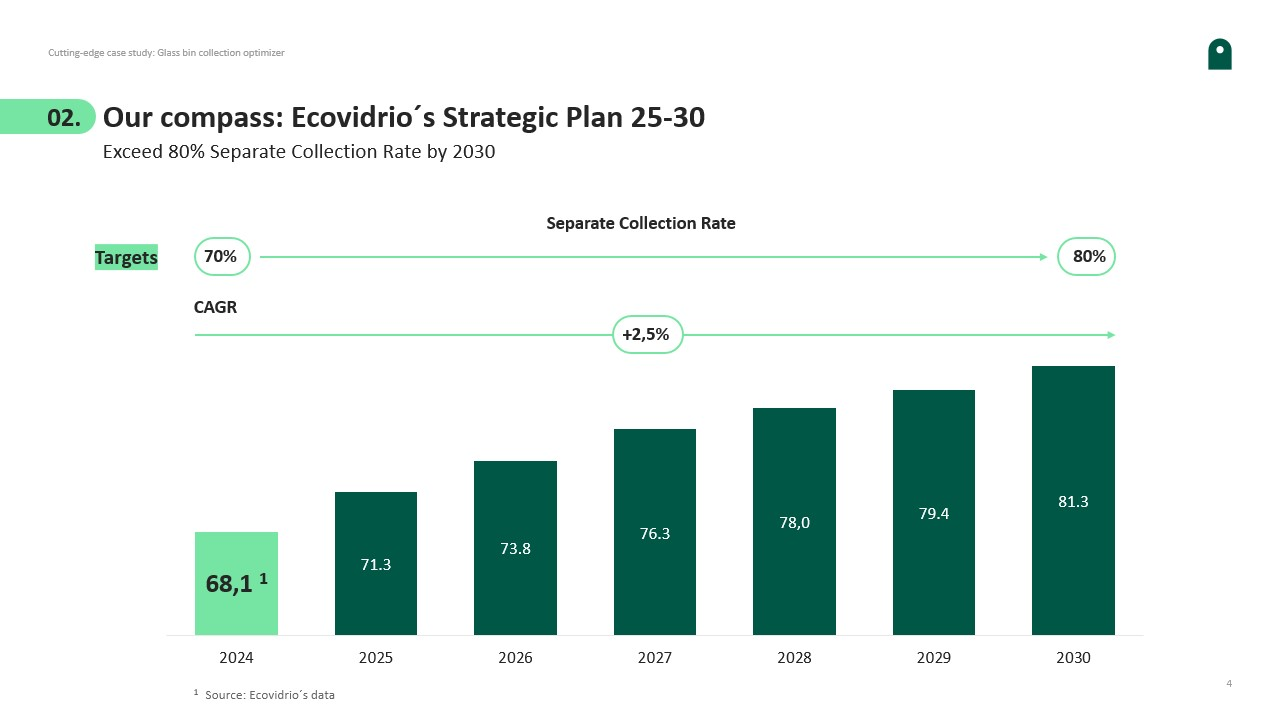 Cutting-edge case study: Glass bin collection optimizer
02.
Our compass: Ecovidrio´s Strategic Plan 25-30
Exceed 80% Separate Collection Rate by 2030
Separate Collection Rate
Targets
70%
80%
CAGR
+2,5%
68,1 ¹
71.3
73.8
76.3
78,0
79.4
81.3
2024
2025
2026
2027
2028
2029
2030
¹ Source: Ecovidrio´s data
4